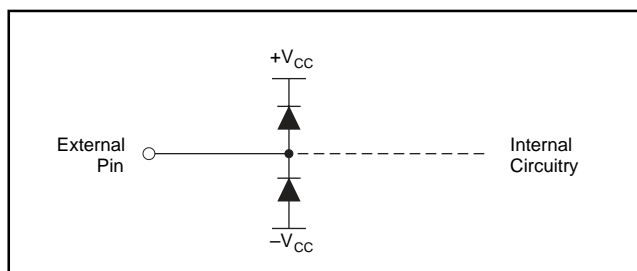 +VCC
External
Pin
Internal
Circuitry
–VCC